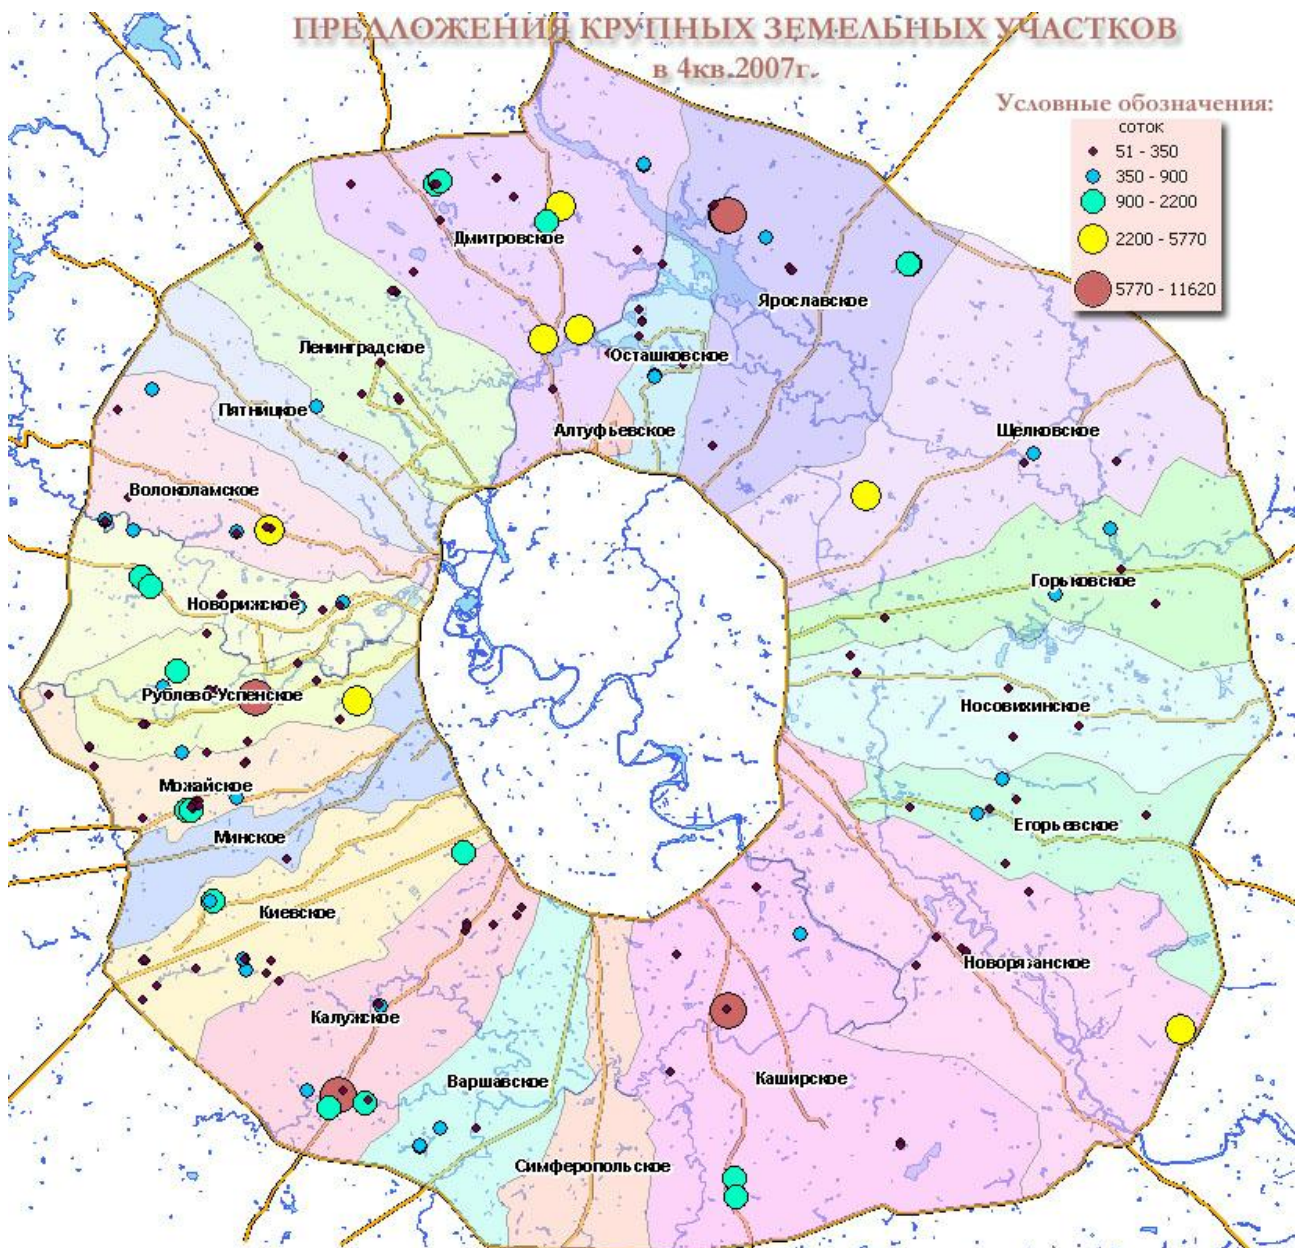 ПРЕДЛОЖЕНИЯ КРУПНЫХ ЗЕМЕЛЬНЫХ УЧАСТКОВ
в 4кв.2007г.
Условные обозначения:
соток
51 - 350
350 - 900
900 - 2200
2200 - 5770
5770 - 11620
Дмитровское
Ярославское
Ленинградское
Осташковское
Пятницкое
Алтуфьевское
Щелковское
Волоколамское
Горьковское
Новорижское
Рублево-Успенское
Носовихинское
Можайское
Минское
Егорьевское
Киевское
Новорязанское
Калужское
Варшавское
Каширское
Симферопольское